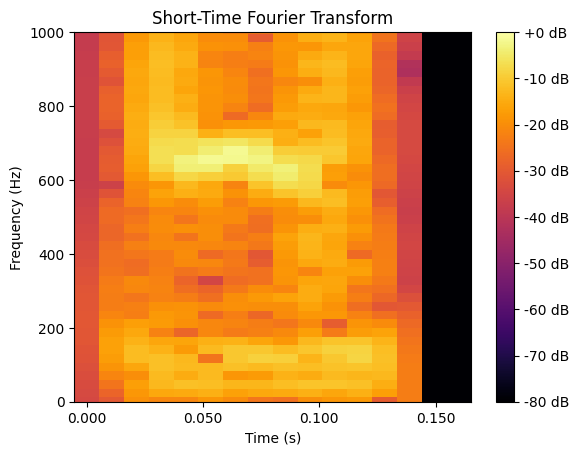 Short-Time Fourier Transform
1000
800
600
400
200
0
Frequency (Hz)
0.000
0.050
0.100
0.150
Time (s)
+0 dB
-10 dB
-20 dB
-30 dB
-40 dB
-50 dB
-60 dB
-70 dB
-80 dB